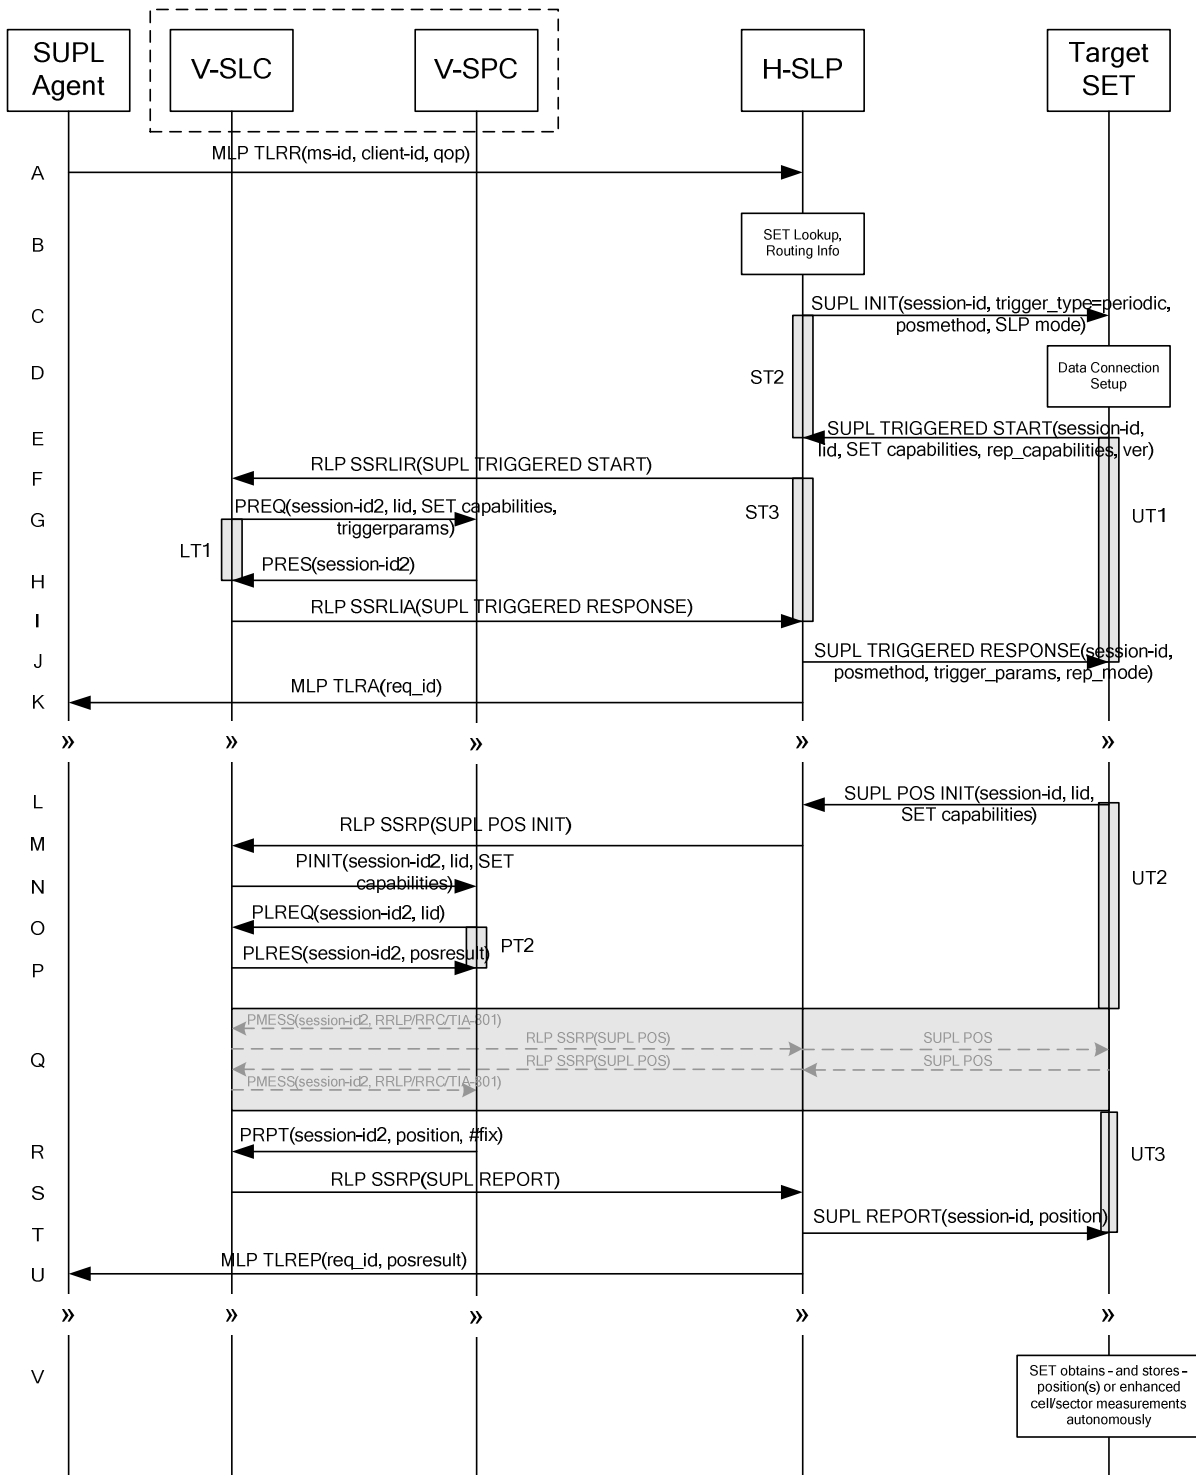 SUPL
Agent
V-SLC
V-SPC
H-SLP
Target
SET
A
MLP TLRR(ms-id, client-id, qop)
B
SET Lookup,
Routing Info
C
SUPL INIT(session-id, trigger_type=periodic,
posmethod, SLP mode)
D
ST2
Data Connection
Setup
E
SUPL TRIGGERED START(session-id,
lid, SET capabilities, rep_capabilities, ver)
F
RLP SSRLIR(SUPL TRIGGERED START)
G
PREQ(session-id2, lid, SET capabilities,
triggerparams)
ST3
UT1
LT1
H
PRES(session-id2)
I
RLP SSRLIA(SUPL TRIGGERED RESPONSE)
J
SUPL TRIGGERED RESPONSE(session-id,
posmethod, trigger_params, rep_mode)
K
MLP TLRA(req_id)
» » » » »
L
SUPL POS INIT(session-id, lid,
SET capabilities)
M
RLP SSRP(SUPL POS INIT)
N
PINIT(session-id2, lid, SET
capabilities)
UT2
O
PLREQ(session-id2, lid)
PT2
P
PLRES(session-id2, posresult)
PMESS(session-id2, RRLP/RRC/TIA-801)
RLP SSRP(SUPL POS)
SUPL POS
Q
RLP SSRP(SUPL POS)
SUPL POS
PMESS(session-id2, RRLP/RRC/TIA-801)
R
PRPT(session-id2, position, #fix)
UT3
S
RLP SSRP(SUPL REPORT)
T
SUPL REPORT(session-id, position)
U
MLP TLREP(req_id, posresult)
» » » » »
V
SET obtains – and stores –
position(s) or enhanced
cell/sector measurements
autonomously